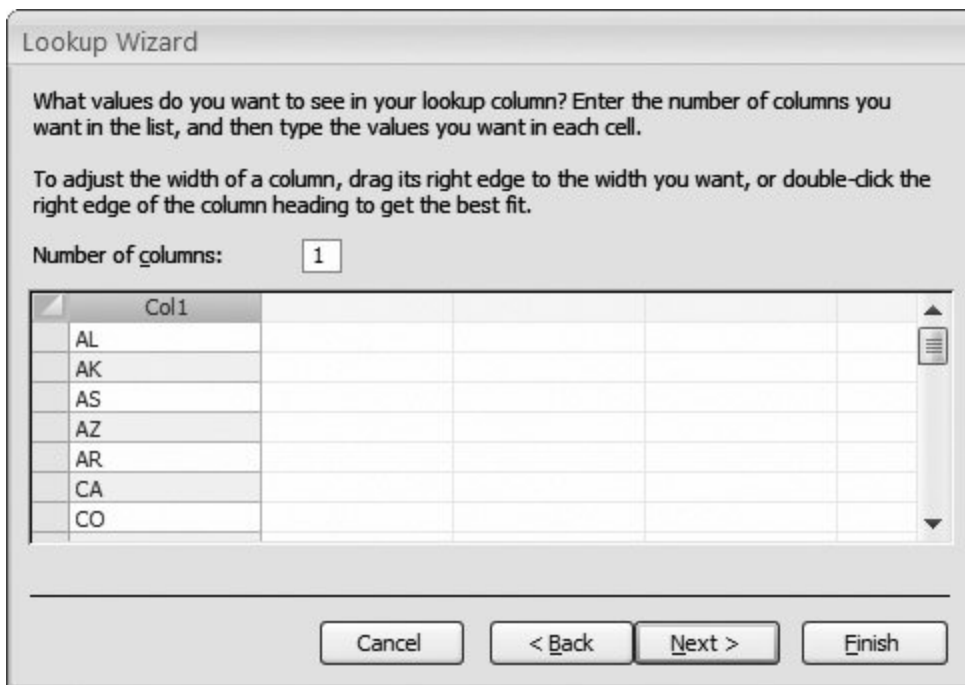 Lookup Wizard
What values do you want to see in your lookup column? Enter the number of columns you
want in the list, and then type the values you want in each cell.
To adjust the width of a column, drag its right edge to the width you want, or double-click the
right edge of the column heading to get the best fit.
Number of columns: 1
Col1
AL
AK
AS
AZ
AR
CA
CO
Cancel < Back Next > Finish